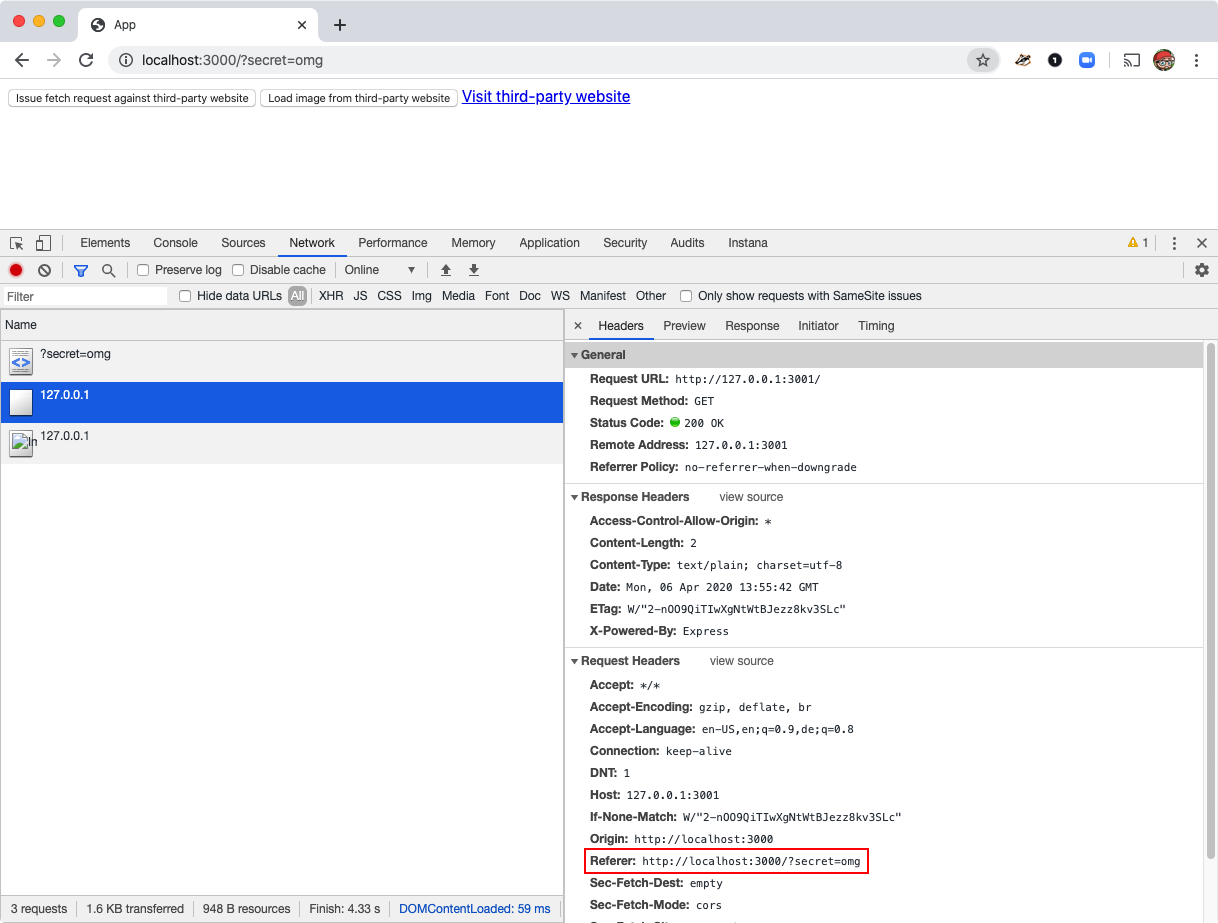 App
localhost:3000/?secret=omg
1
Issue fetch request against third-party website Load image from third-party website Visit third-party website
Elements Console Sources Network Performance Memory Application Security Audits Instana 1
Preserve log Disable cache Online
Filter Hide data URLs All XHR JS CSS Img Media Font Doc WS Manifest Other Only show requests with SameSite issues
Name
?secret=omg
127.0.0.1
127.0.0.1
Headers Preview Response Initiator Timing
General
Request URL: http://127.0.0.1:3001/
Request Method: GET
Status Code: 200 OK
Remote Address: 127.0.0.1:3001
Referrer Policy: no-referrer-when-downgrade
Response Headers view source
Access-Control-Allow-Origin: *
Content-Length: 2
Content-Type: text/plain; charset=utf-8
Date: Mon, 06 Apr 2020 13:55:42 GMT
ETag: W/"2-nOO9QiTIwXgNtWtBJezz8kv3SLc"
X-Powered-By: Express
Request Headers view source
Accept: */*
Accept-Encoding: gzip, deflate, br
Accept-Language: en-US,en;q=0.9,de;q=0.8
Connection: keep-alive
DNT: 1
Host: 127.0.0.1:3001
If-None-Match: W/"2-nOO9QiTIwXgNtWtBJezz8kv3SLc"
Origin: http://localhost:3000
Referer: http://localhost:3000/?secret=omg
Sec-Fetch-Dest: empty
Sec-Fetch-Mode: cors
3 requests 1.6 KB transferred 948 B resources Finish: 4.33 s DOMContentLoaded: 59 ms